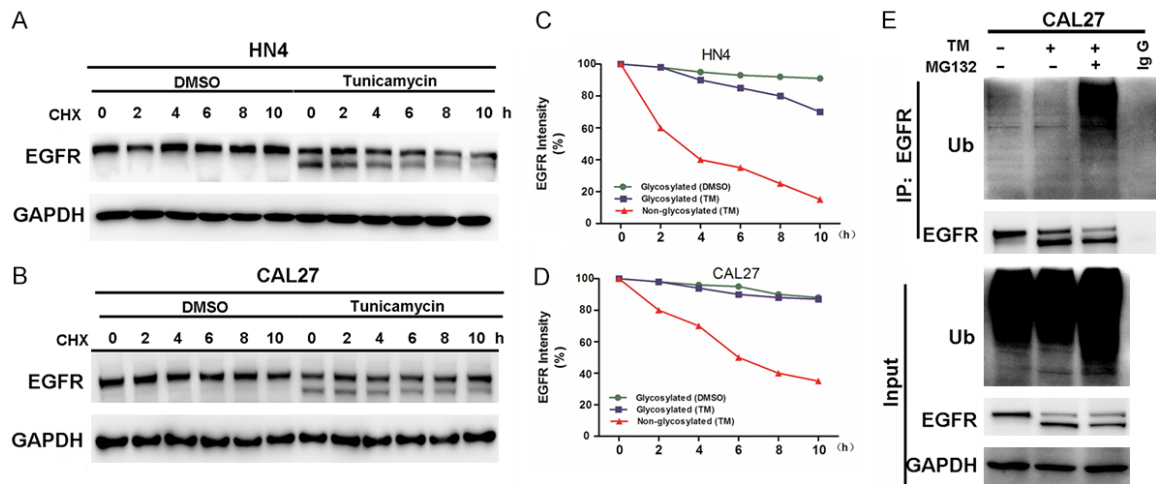 A
HN4
DMSO Tunicamycin
CHX 0 2 4 6 8 10 0 2 4 6 8 10 h
EGFR
GAPDH
B
CAL27
DMSO Tunicamycin
CHX 0 2 4 6 8 10 0 2 4 6 8 10 h
EGFR
GAPDH
C
HN4
EGFR Intensity
(%)
100
80
60
40
20
0
Glycosylated (DMSO)
Glycosylated (TM)
Non-glycosylated (TM)
0 2 4 6 8 10 (h)
D
CAL27
EGFR Intensity
(%)
100
80
60
40
20
0
Glycosylated (DMSO)
Glycosylated (TM)
Non-glycosylated (TM)
0 2 4 6 8 10 (h)
E
CAL27
TM – + +
MG132 – – +
Ig G
IP: EGFR
Ub
EGFR
Input
Ub
EGFR
GAPDH